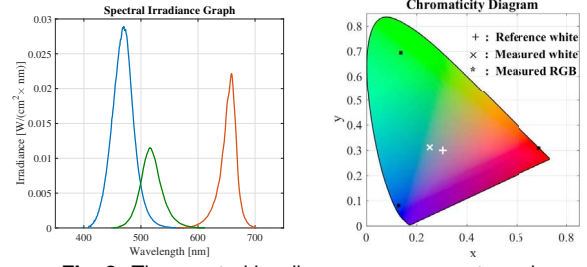 Spectral Irradiance Graph
Irradiance [W/(cm²× nm)]
0.03
0.025
0.02
0.015
0.01
0.005
0
400 500 600 700
Wavelength [nm]
Chromaticity Diagram
+ : Reference white
× : Measured white
* : Measured RGB
y
0.8
0.7
0.6
0.5
0.4
0.3
0.2
0.1
0
0 0.2 0.4 0.6 0.8
x